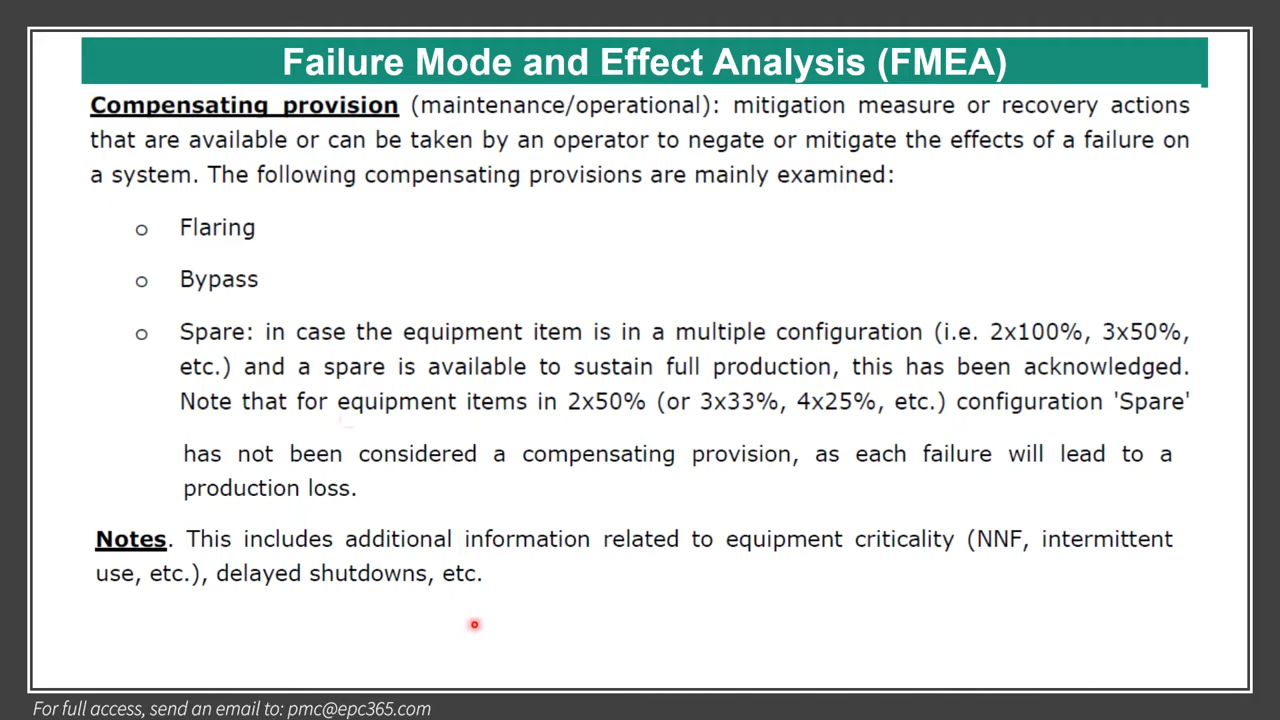 Failure Mode and Effect Analysis (FMEA)
Compensating provision (maintenance/operational): mitigation measure or recovery actions
that are available or can be taken by an operator to negate or mitigate the effects of a failure on
a system. The following compensating provisions are mainly examined:
o Flaring
o Bypass
o Spare: in case the equipment item is in a multiple configuration (i.e. 2x100%, 3x50%,
etc.) and a spare is available to sustain full production, this has been acknowledged.
Note that for equipment items in 2x50% (or 3x33%, 4x25%, etc.) configuration 'Spare'
has not been considered a compensating provision, as each failure will lead to a
production loss.
Notes. This includes additional information related to equipment criticality (NNF, intermittent
use, etc.), delayed shutdowns, etc.
For full access, send an email to: pmc@epc365.com